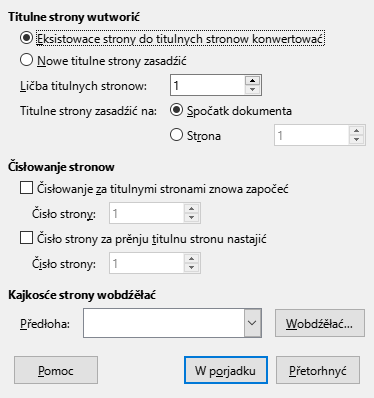 Titulne strony wutworić
Eksistowace strony do titulnych stronow konwertować
Nowe titulne strony zasadźić
Ličba titulnych stronow: 1
Titulne strony zasadźić na: Spočatk dokumenta
Strona 1
Čisłowanje stronow
Čisłowanje za titulnymi stronami znowa započeć
Čisło strony: 1
Čisło strony za prěnju titulnu stronu nastajić
Čisło strony: 1
Kajkosće strony wobdźěłać
Předłoha: Wobdźěłać...
Pomoc W porjadku Přetorhnyć